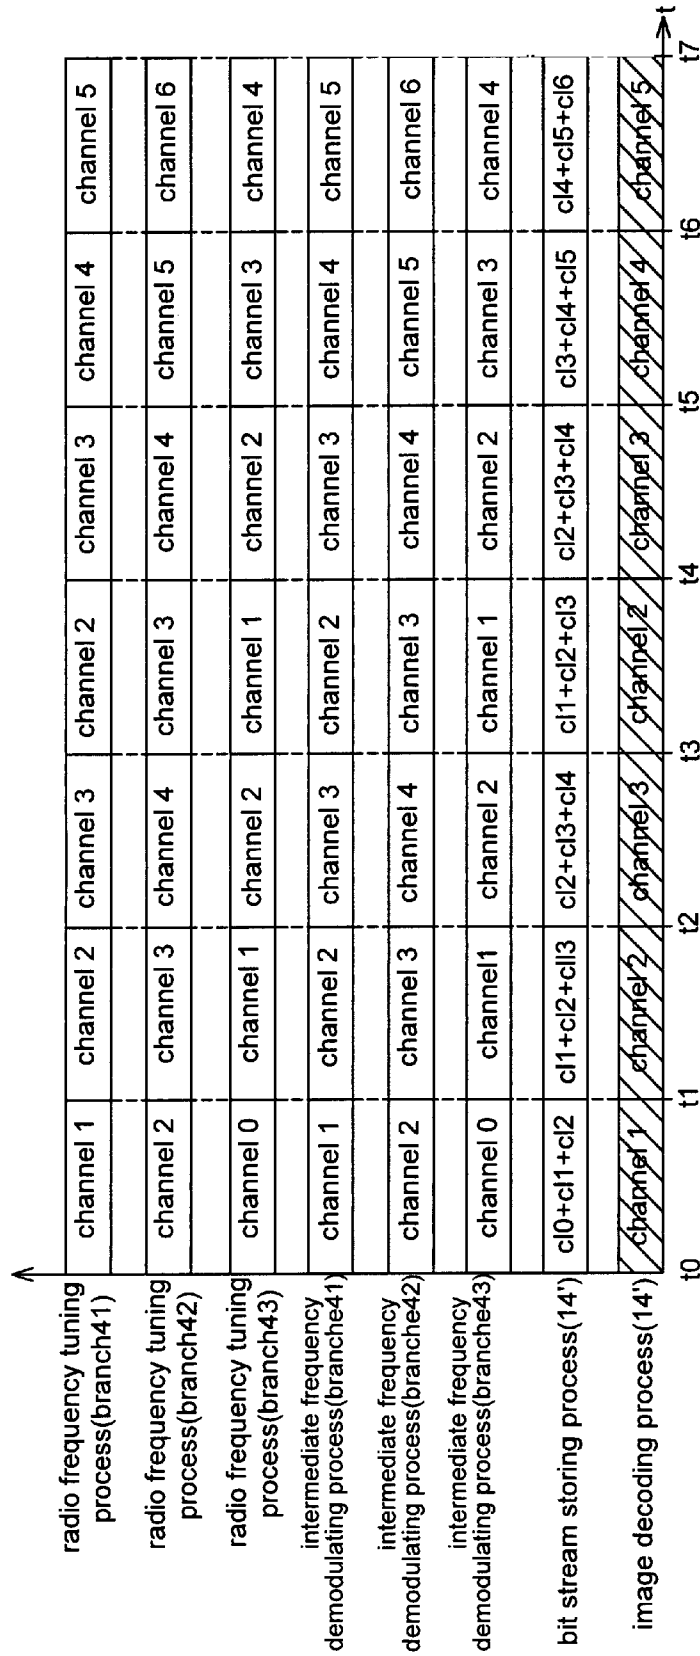 radio frequency tuning
process(branch41)
channel 1
channel 2
channel 3
channel 2
channel 3
channel 4
channel 5
radio frequency tuning
process(branch42)
channel 2
channel 3
channel 4
channel 3
channel 4
channel 5
channel 6
radio frequency tuning
process(branch43)
channel 0
channel 1
channel 2
channel 1
channel 2
channel 3
channel 4
intermediate frequency
demodulating process(branche41)
channel 1
channel 2
channel 3
channel 2
channel 3
channel 4
channel 5
intermediate frequency
demodulating process(branche42)
channel 2
channel 3
channel 4
channel 3
channel 4
channel 5
channel 6
intermediate frequency
demodulating process(branche43)
channel 0
channel1
channel 2
channel 1
channel 2
channel 3
channel 4
bit stream storing process(14')
cl0+cl1+cl2
cl1+cl2+cll3
cl2+cl3+cl4
cl1+cl2+cl3
cl2+cl3+cl4
cl3+cl4+cl5
cl4+cl5+cl6
image decoding process(14')
channel 1
channel 2
channel 3
channel 2
channel 3
channel 4
channel 5
t0
t1
t2
t3
t4
t5
t6
t7
t